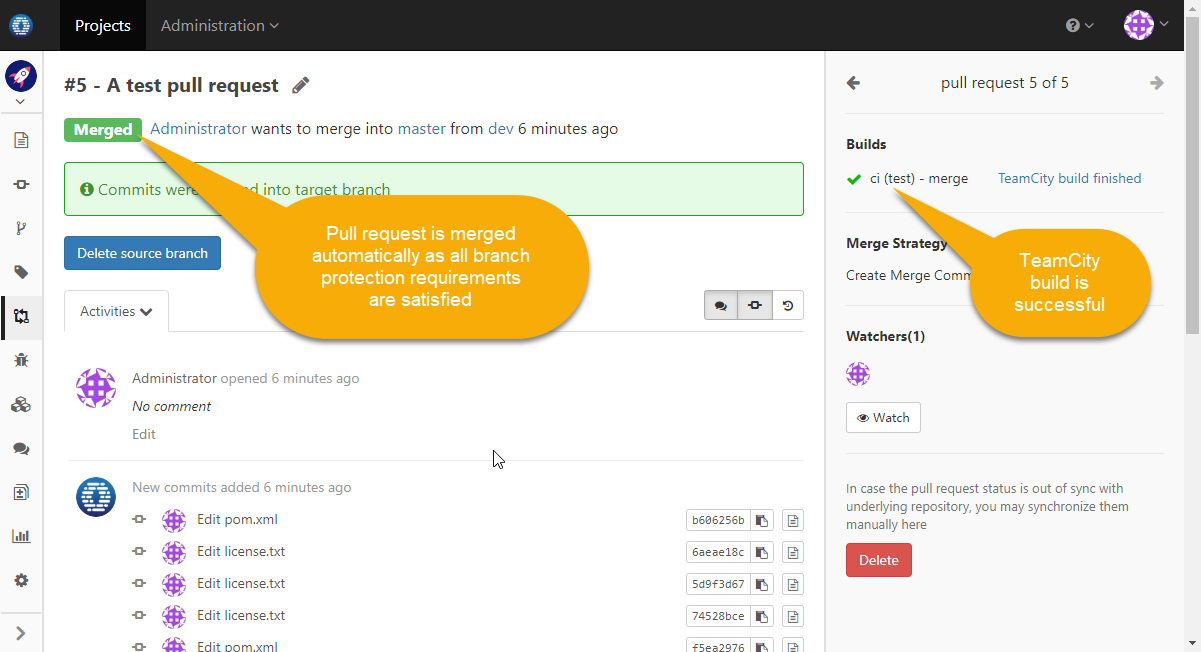 Projects
Administration
#5 - A test pull request
Merged
Administrator wants to merge into master from dev 6 minutes ago
Commits were into target branch
Delete source branch
Pull request is merged
automatically as all branch
protection requirements
are satisfied
Activities
Administrator opened 6 minutes ago
No comment
Edit
New commits added 6 minutes ago
Edit pom.xml
b606256b
Edit license.txt
6aeae18c
Edit license.txt
5d9f3d67
Edit license.txt
74528bce
Edit pom.xml
f5ea2976
pull request 5 of 5
Builds
ci (test) - merge
TeamCity build finished
Merge Strategy
Create Merge Comm
TeamCity
build is
successful
Watchers(1)
Watch
In case the pull request status is out of sync with
underlying repository, you may synchronize them
manually here
Delete